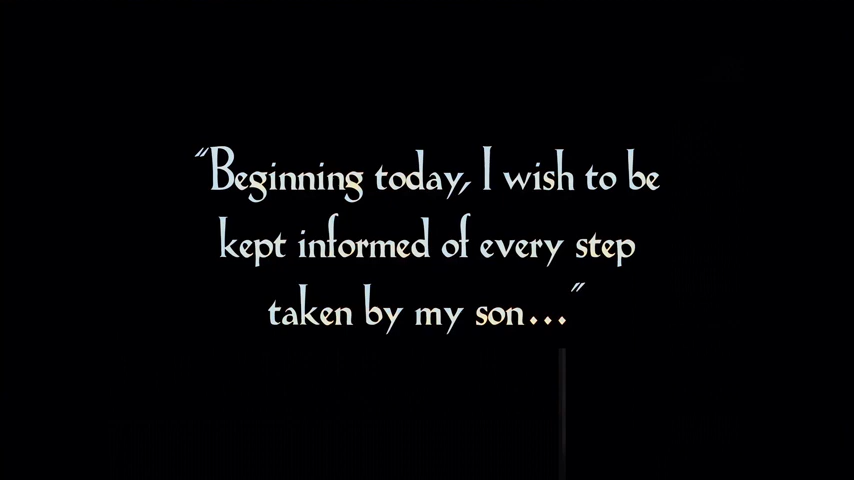 “Beginning today, I wish to be
kept informed of every step
taken by my son...”